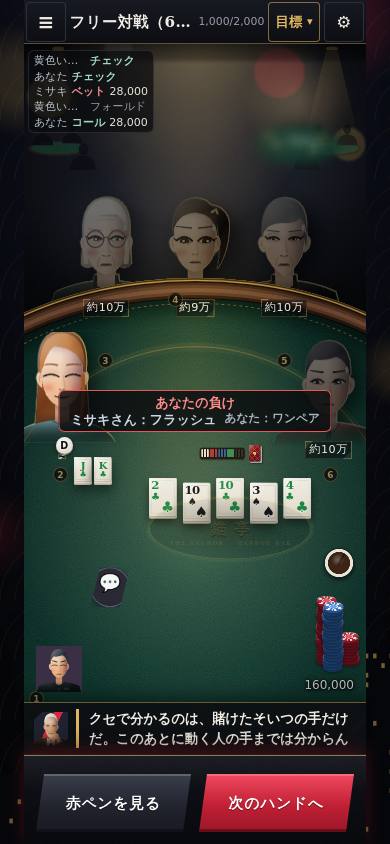 フリー対戦（6… 1,000/2,000 目標 ▾
黄色い… チェック
あなた チェック
ミサキ ベット 28,000
黄色い… フォールド
あなた コール 28,000
約10万 4 約9万 約10万
3 5
あなたの負け
ミサキさん：フラッシュ あなた：ワンペア
D 約10万
2 J K 6
2 10 10 3 4
160,000
1
クセで分かるのは、賭けたそいつの手だけ
だ。このあとに動く人の手までは分からん
赤ペンを見る 次のハンドへ